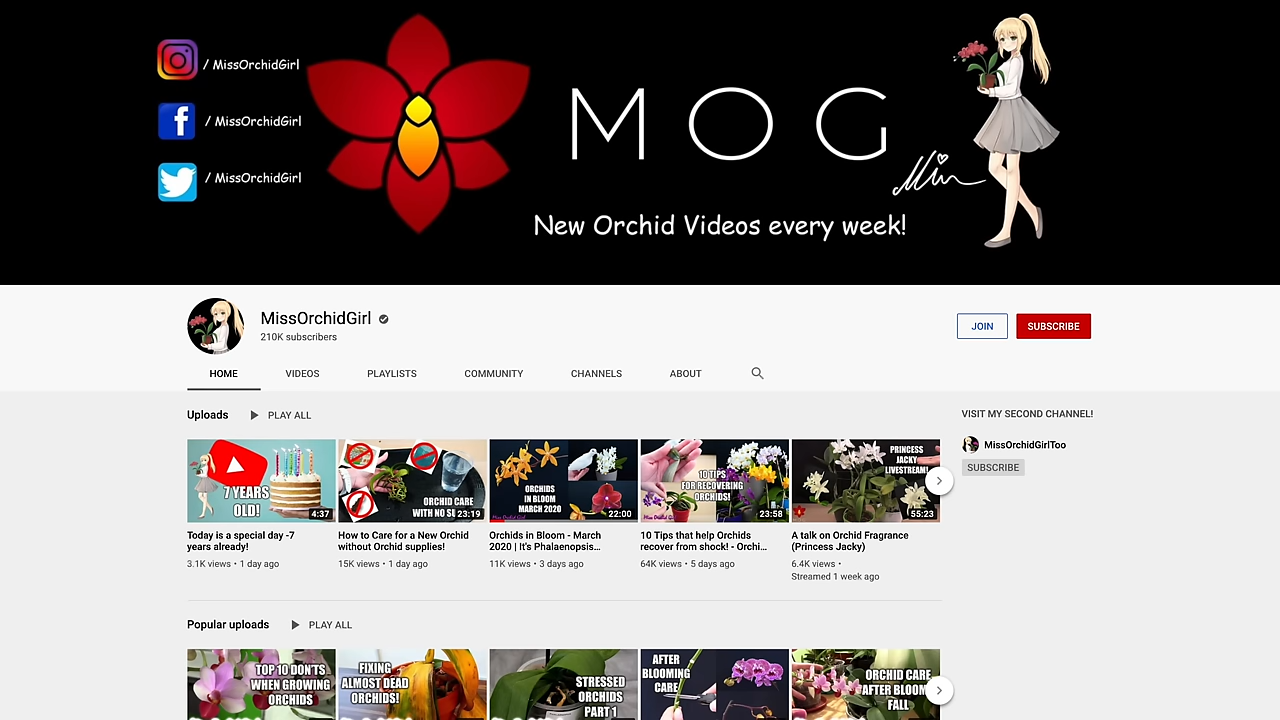 / MissOrchidGirl
/ MissOrchidGirl
/ MissOrchidGirl
M O G
New Orchid Videos every week!
MissOrchidGirl
210K subscribers
JOIN
SUBSCRIBE
HOME
VIDEOS
PLAYLISTS
COMMUNITY
CHANNELS
ABOUT
Uploads
PLAY ALL
VISIT MY SECOND CHANNEL!
MissOrchidGirlToo
SUBSCRIBE
7 YEARS
OLD!
4:37
Today is a special day -7
years already!
3.1K views • 1 day ago
ORCHID CARE
WITH NO
23:19
How to Care for a New Orchid
without Orchid supplies!
15K views • 1 day ago
ORCHIDS
IN BLOOM
MARCH 2020
22:00
Orchids in Bloom - March
2020 | It's Phalaenopsis...
11K views • 3 days ago
10 TIPS
FOR RECOVERING
ORCHIDS!
Miss Orchid Girl
23:58
10 Tips that help Orchids
recover from shock! - Orchi...
64K views • 5 days ago
PRINCESS
JACKY
LIVESTREAM!
55:23
A talk on Orchid Fragrance
(Princess Jacky)
6.4K views •
Streamed 1 week ago
Popular uploads
PLAY ALL
TOP 10 DON'TS
WHEN GROWING
ORCHIDS
FIXING
ALMOST DEAD
ORCHIDS!
STRESSED
ORCHIDS
PART 1
AFTER
BLOOMING
CARE
ORCHID CARE
AFTER BLOOMS
FALL